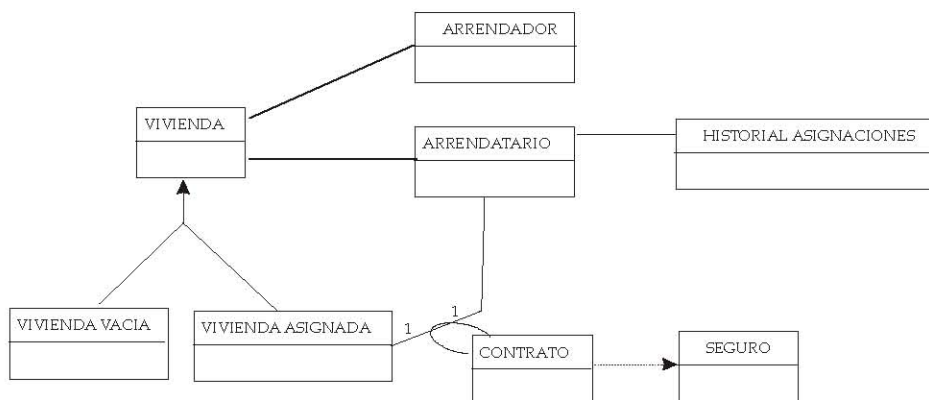 ARRENDADOR
VIVIENDA
ARRENDATARIO
HISTORIAL ASIGNACIONES
VIVIENDA VACIA
VIVIENDA ASIGNADA
1
1
CONTRATO
SEGURO